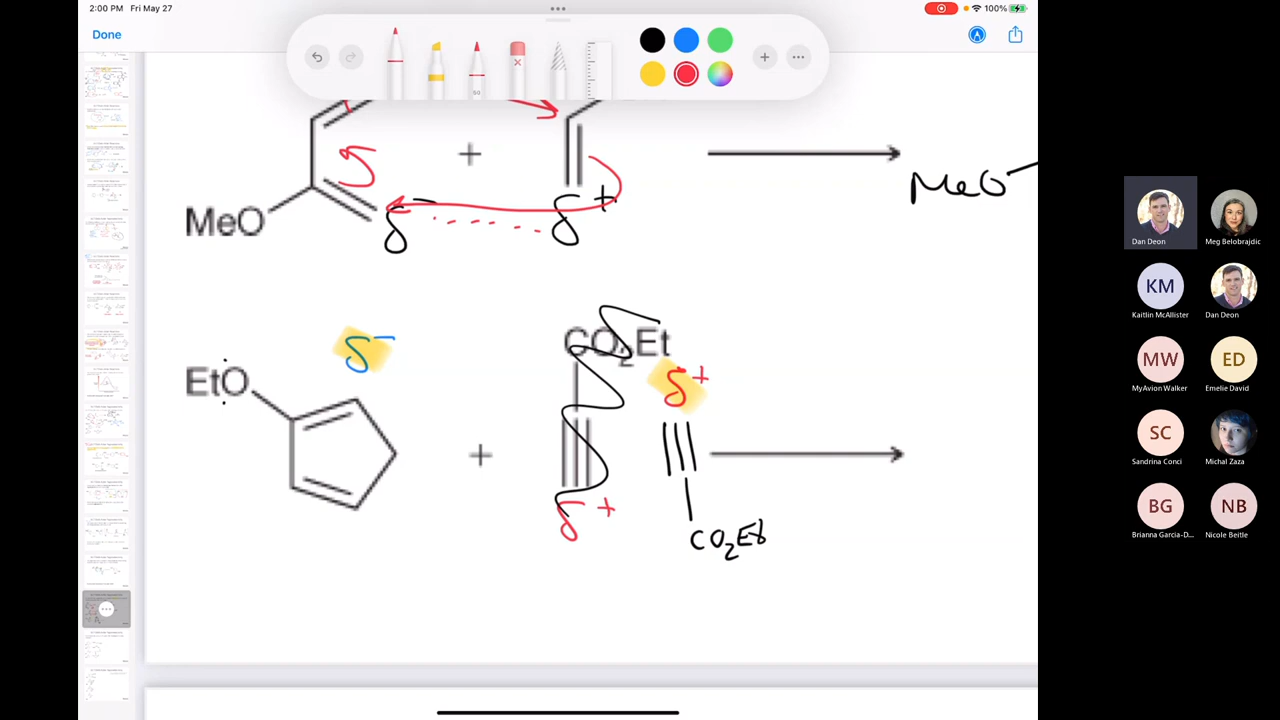 2:00 PM Fri May 27
100%
Done
MeO
+
δ-
δ+
MeO
δ-
EtO
+
CO2Et
δ+
δ+
CO2Et
Dan Deon
Meg Belobrajdic
KM
Kaitlin McAllister
Dan Deon
MW
MyAvion Walker
ED
Emelie David
SC
Sandrina Conci
Michal Zaza
BG
Brianna Garcia-D...
NB
Nicole Beitle